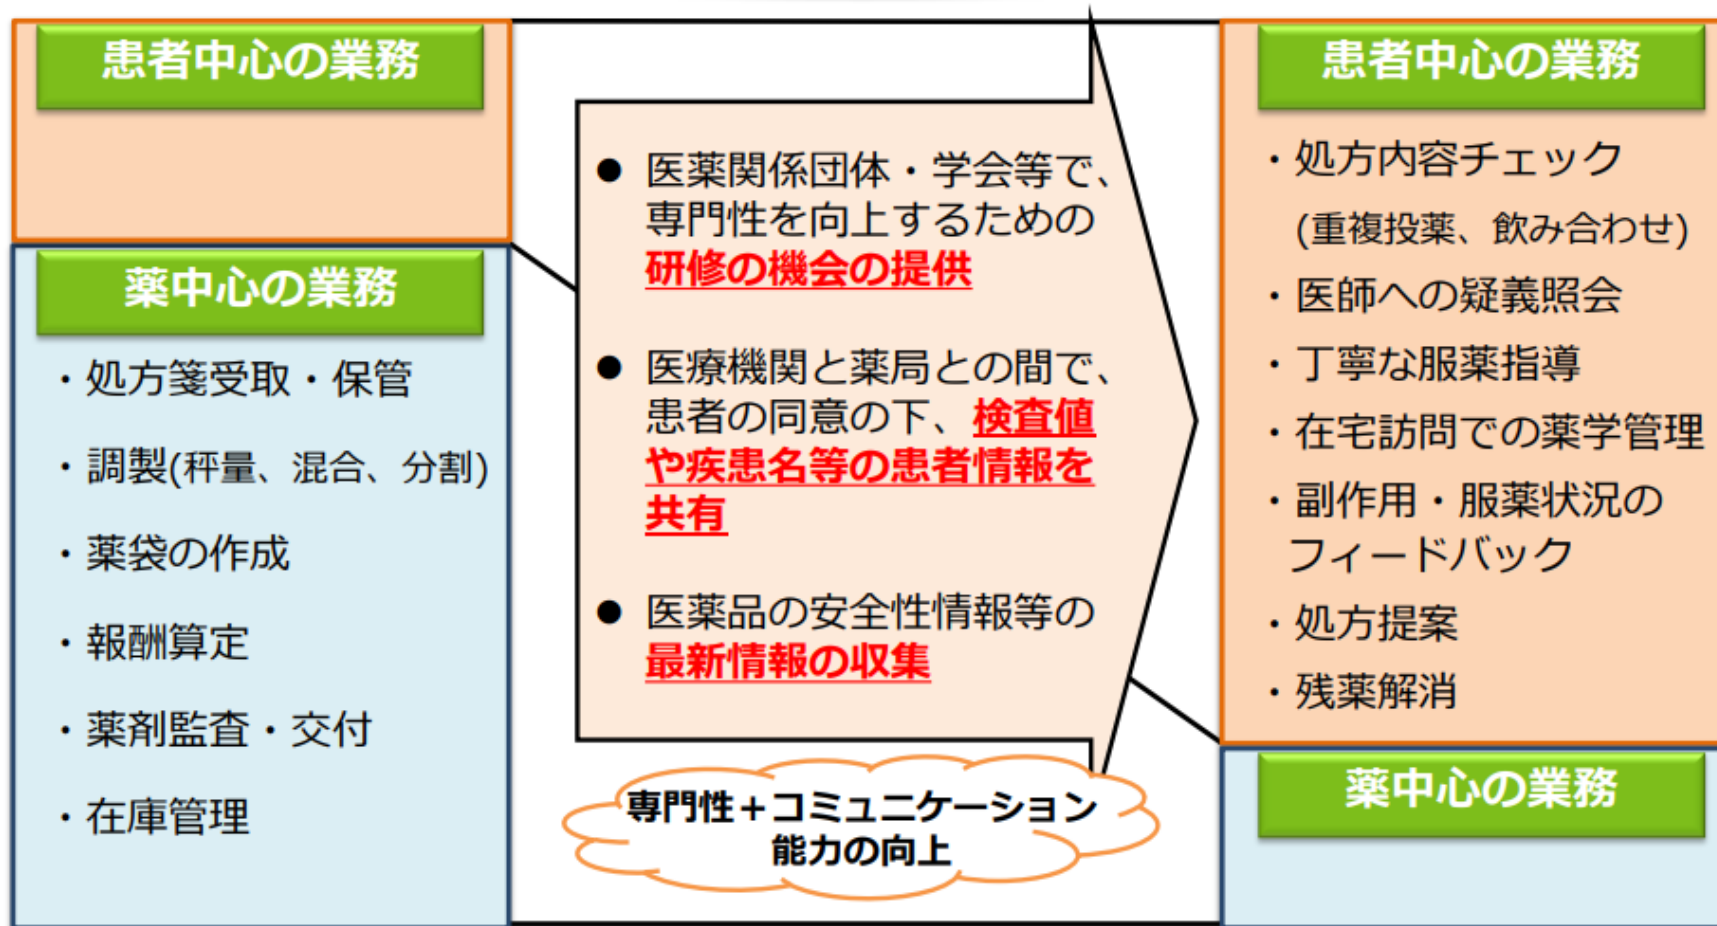 患者中心の業務
薬中心の業務
・処方箋受取・保管
・調製(秤量、混合、分割)
・薬袋の作成
・報酬算定
・薬剤監査・交付
・在庫管理
● 医薬関係団体・学会等で、
専門性を向上するための
研修の機会の提供
● 医療機関と薬局との間で、
患者の同意の下、検査値
や疾患名等の患者情報を
共有
● 医薬品の安全性情報等の
最新情報の収集
専門性＋コミュニケーション
能力の向上
患者中心の業務
・処方内容チェック
(重複投薬、飲み合わせ)
・医師への疑義照会
・丁寧な服薬指導
・在宅訪問での薬学管理
・副作用・服薬状況の
フィードバック
・処方提案
・残薬解消
薬中心の業務